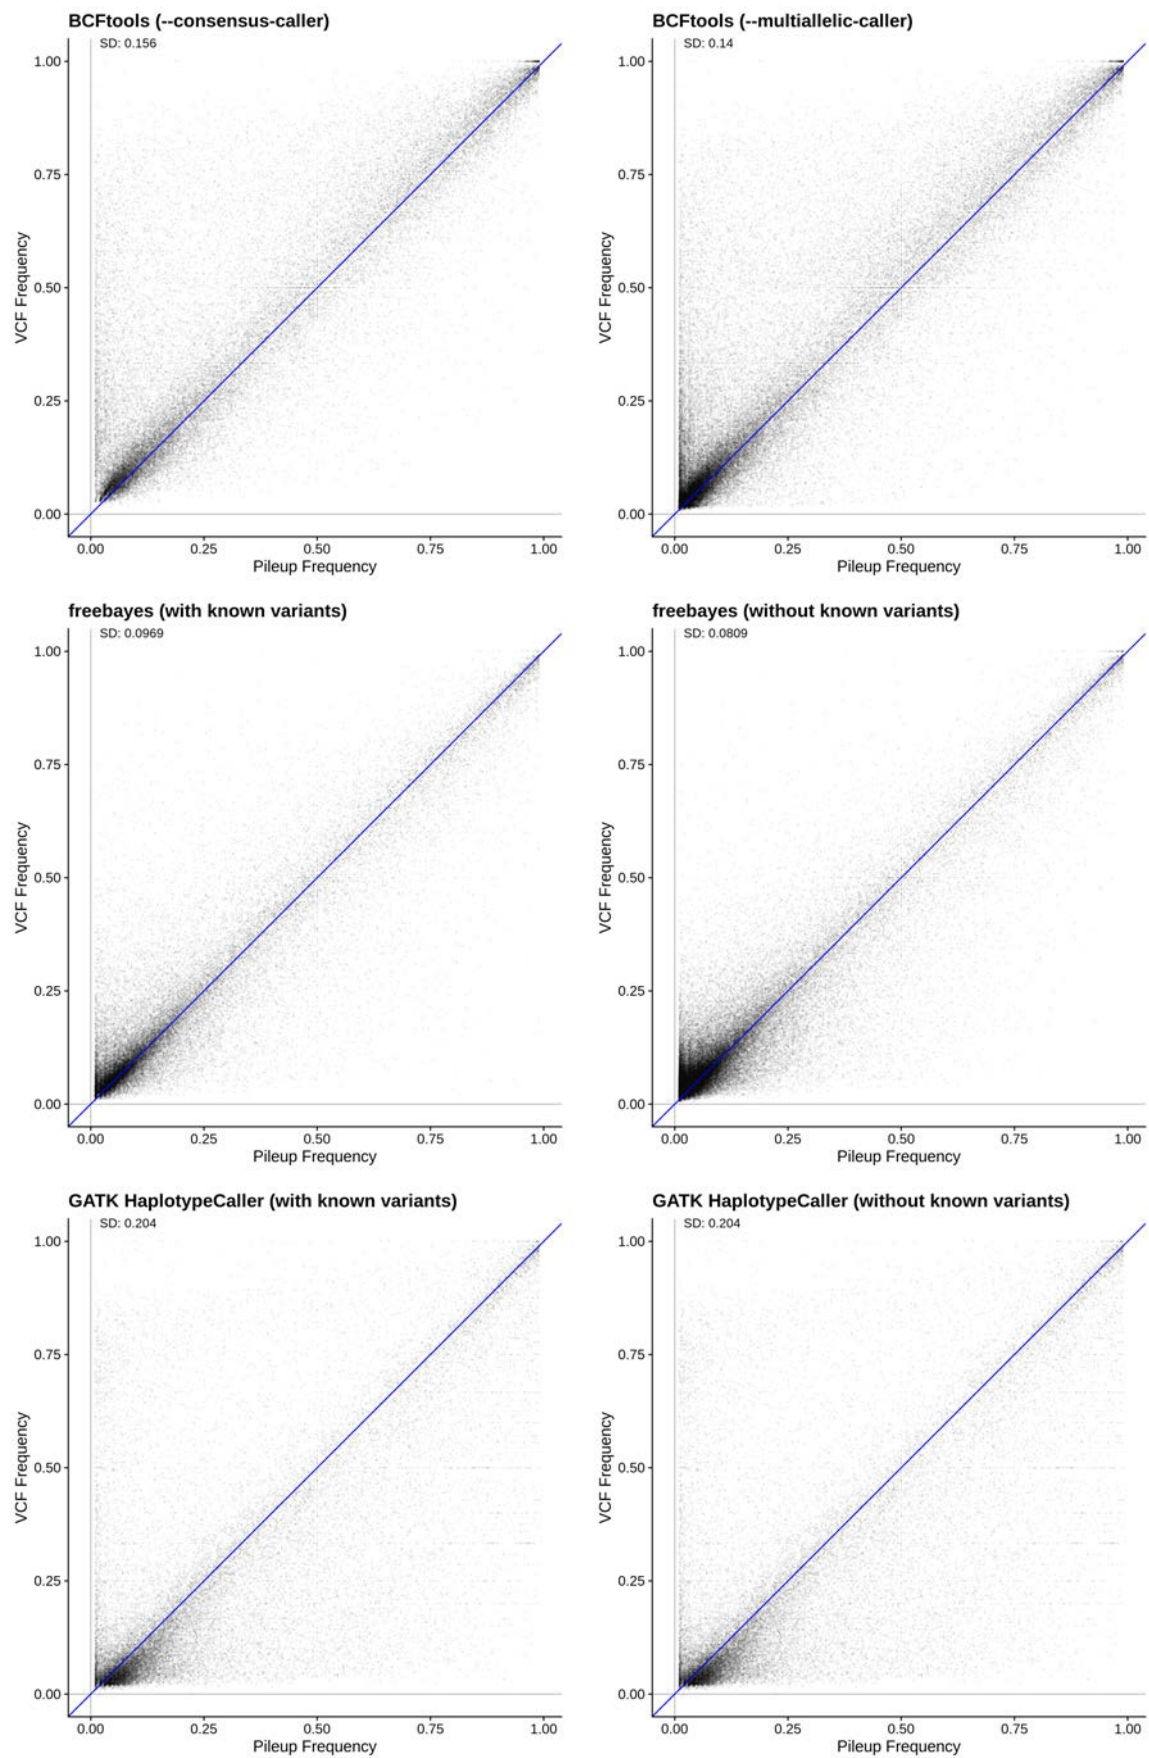 BCFtools (--consensus-caller)
SD: 0.156
1.00
0.75
0.50
0.25
0.00
VCF Frequency
0.00 0.25 0.50 0.75 1.00
Pileup Frequency
BCFtools (--multiallelic-caller)
SD: 0.14
1.00
0.75
0.50
0.25
0.00
VCF Frequency
0.00 0.25 0.50 0.75 1.00
Pileup Frequency
freebayes (with known variants)
SD: 0.0969
1.00
0.75
0.50
0.25
0.00
VCF Frequency
0.00 0.25 0.50 0.75 1.00
Pileup Frequency
freebayes (without known variants)
SD: 0.0809
1.00
0.75
0.50
0.25
0.00
VCF Frequency
0.00 0.25 0.50 0.75 1.00
Pileup Frequency
GATK HaplotypeCaller (with known variants)
SD: 0.204
1.00
0.75
0.50
0.25
0.00
VCF Frequency
0.00 0.25 0.50 0.75 1.00
Pileup Frequency
GATK HaplotypeCaller (without known variants)
SD: 0.204
1.00
0.75
0.50
0.25
0.00
VCF Frequency
0.00 0.25 0.50 0.75 1.00
Pileup Frequency